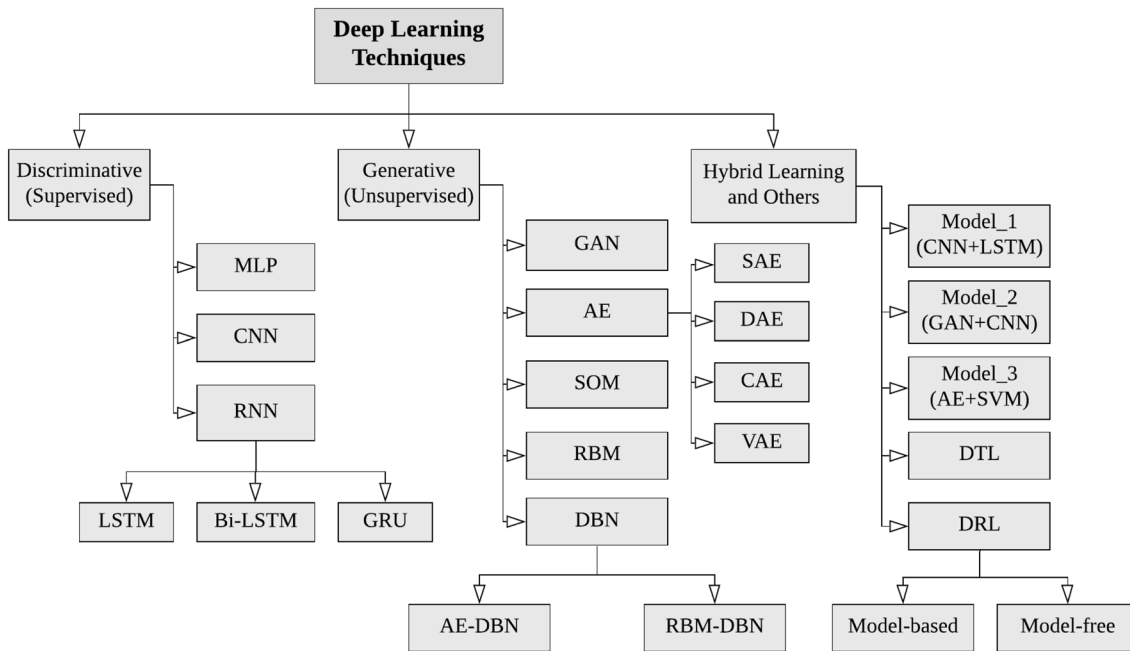 Deep Learning
Techniques
Discriminative
(Supervised)
Generative
(Unsupervised)
Hybrid Learning
and Others
MLP
CNN
RNN
LSTM
Bi-LSTM
GRU
GAN
AE
SOM
RBM
DBN
SAE
DAE
CAE
VAE
AE-DBN
RBM-DBN
Model_1
(CNN+LSTM)
Model_2
(GAN+CNN)
Model_3
(AE+SVM)
DTL
DRL
Model-based
Model-free